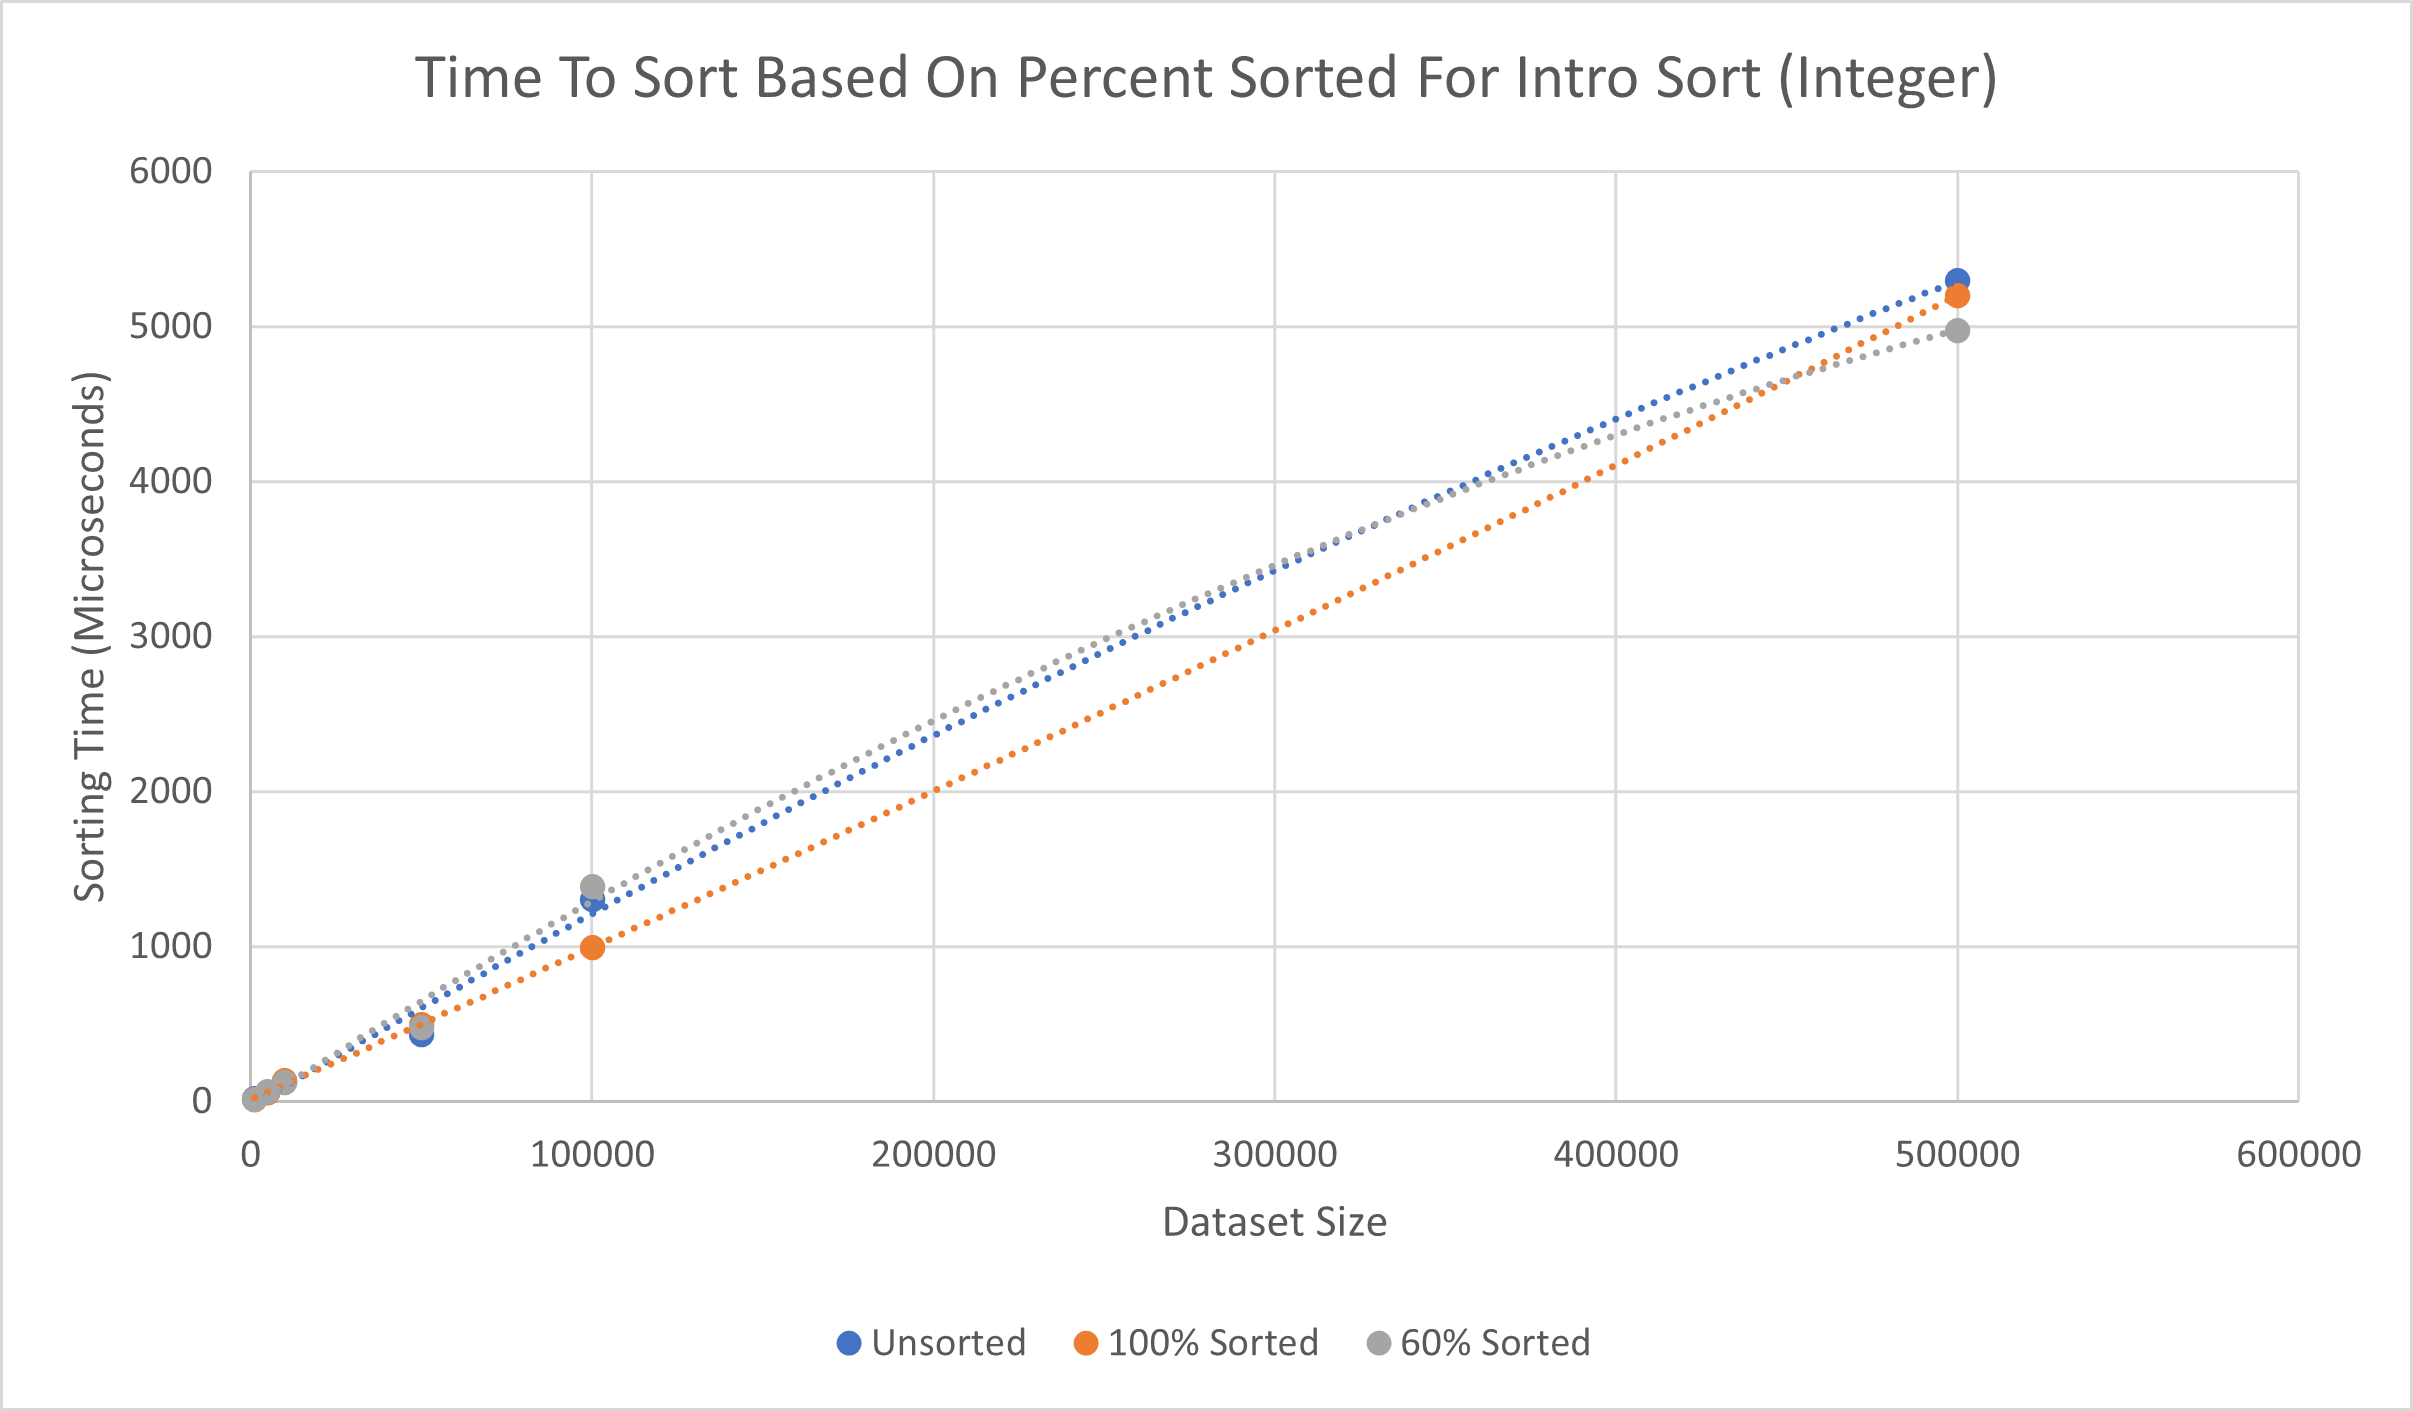 Time To Sort Based On Percent Sorted For Intro Sort (Integer)
Sorting Time (Microseconds)
6000
5000
4000
3000
2000
1000
0
0 100000 200000 300000 400000 500000 600000
Dataset Size
Unsorted 100% Sorted 60% Sorted